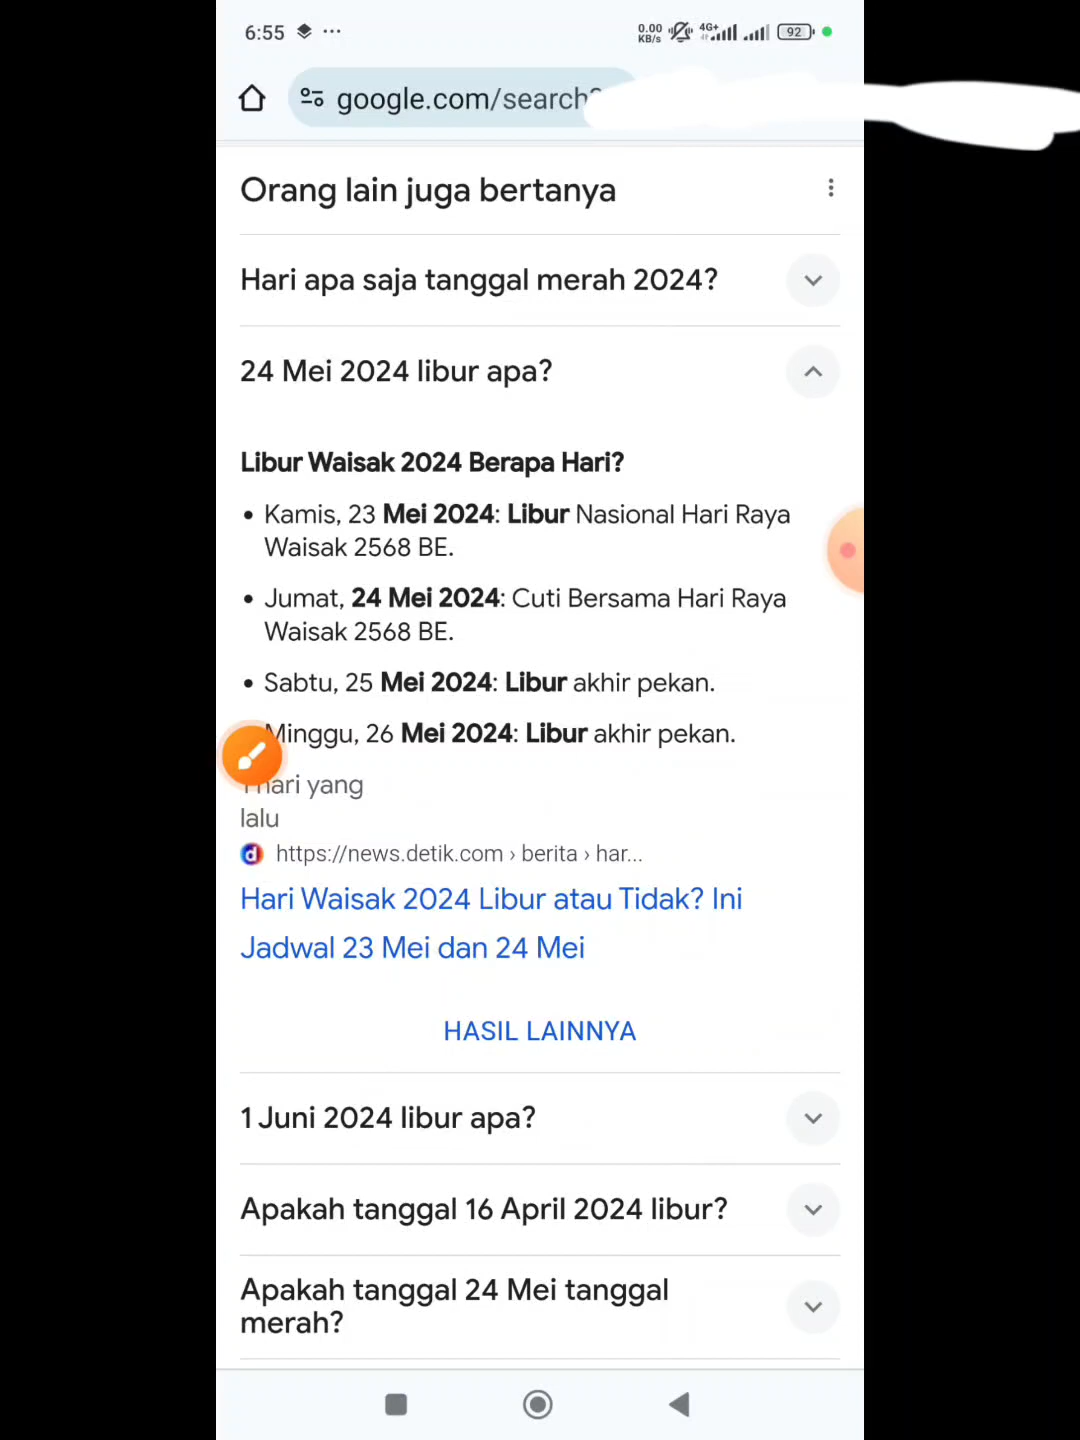 6:55
0.00 KB/s 4G+ 92
google.com/search?
Orang lain juga bertanya
Hari apa saja tanggal merah 2024?
24 Mei 2024 libur apa?
Libur Waisak 2024 Berapa Hari?
• Kamis, 23 Mei 2024: Libur Nasional Hari Raya
Waisak 2568 BE.
• Jumat, 24 Mei 2024: Cuti Bersama Hari Raya
Waisak 2568 BE.
• Sabtu, 25 Mei 2024: Libur akhir pekan.
Minggu, 26 Mei 2024: Libur akhir pekan.
hari yang
lalu
https://news.detik.com › berita › har...
Hari Waisak 2024 Libur atau Tidak? Ini
Jadwal 23 Mei dan 24 Mei
HASIL LAINNYA
1 Juni 2024 libur apa?
Apakah tanggal 16 April 2024 libur?
Apakah tanggal 24 Mei tanggal
merah?